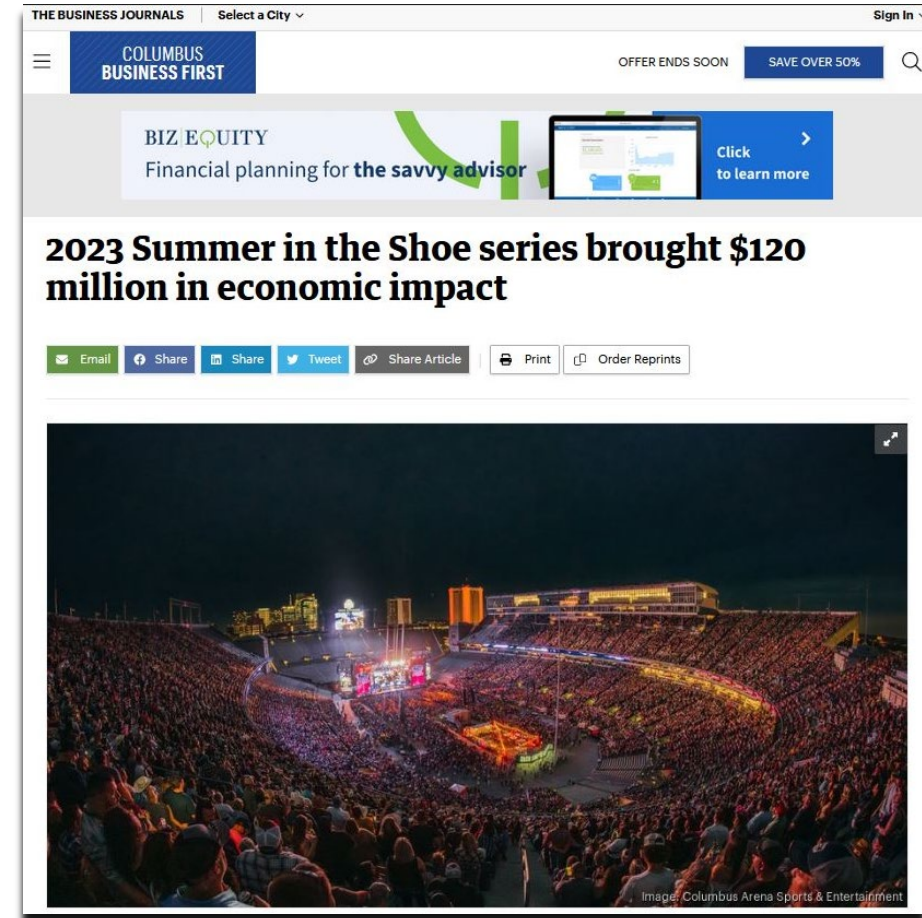 THE BUSINESS JOURNALS Select a City
Sign In
COLUMBUS
BUSINESS FIRST
OFFER ENDS SOON
SAVE OVER 50%
BIZEQUITY
Financial planning for the savvy advisor
Click
to learn more
2023 Summer in the Shoe series brought $120
million in economic impact
Email Share Share Tweet Share Article Print Order Reprints
Image: Columbus Arena Sports & Entertainment